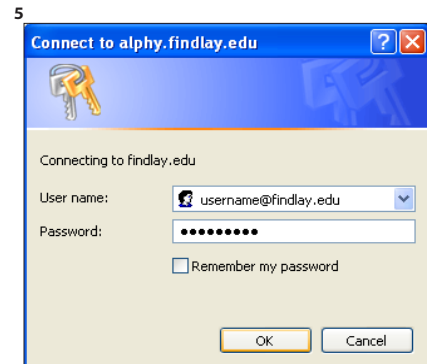 5
Connect to alphy.findlay.edu
Connecting to findlay.edu
User name: username@findlay.edu
Password: •••••••••
Remember my password
OK Cancel